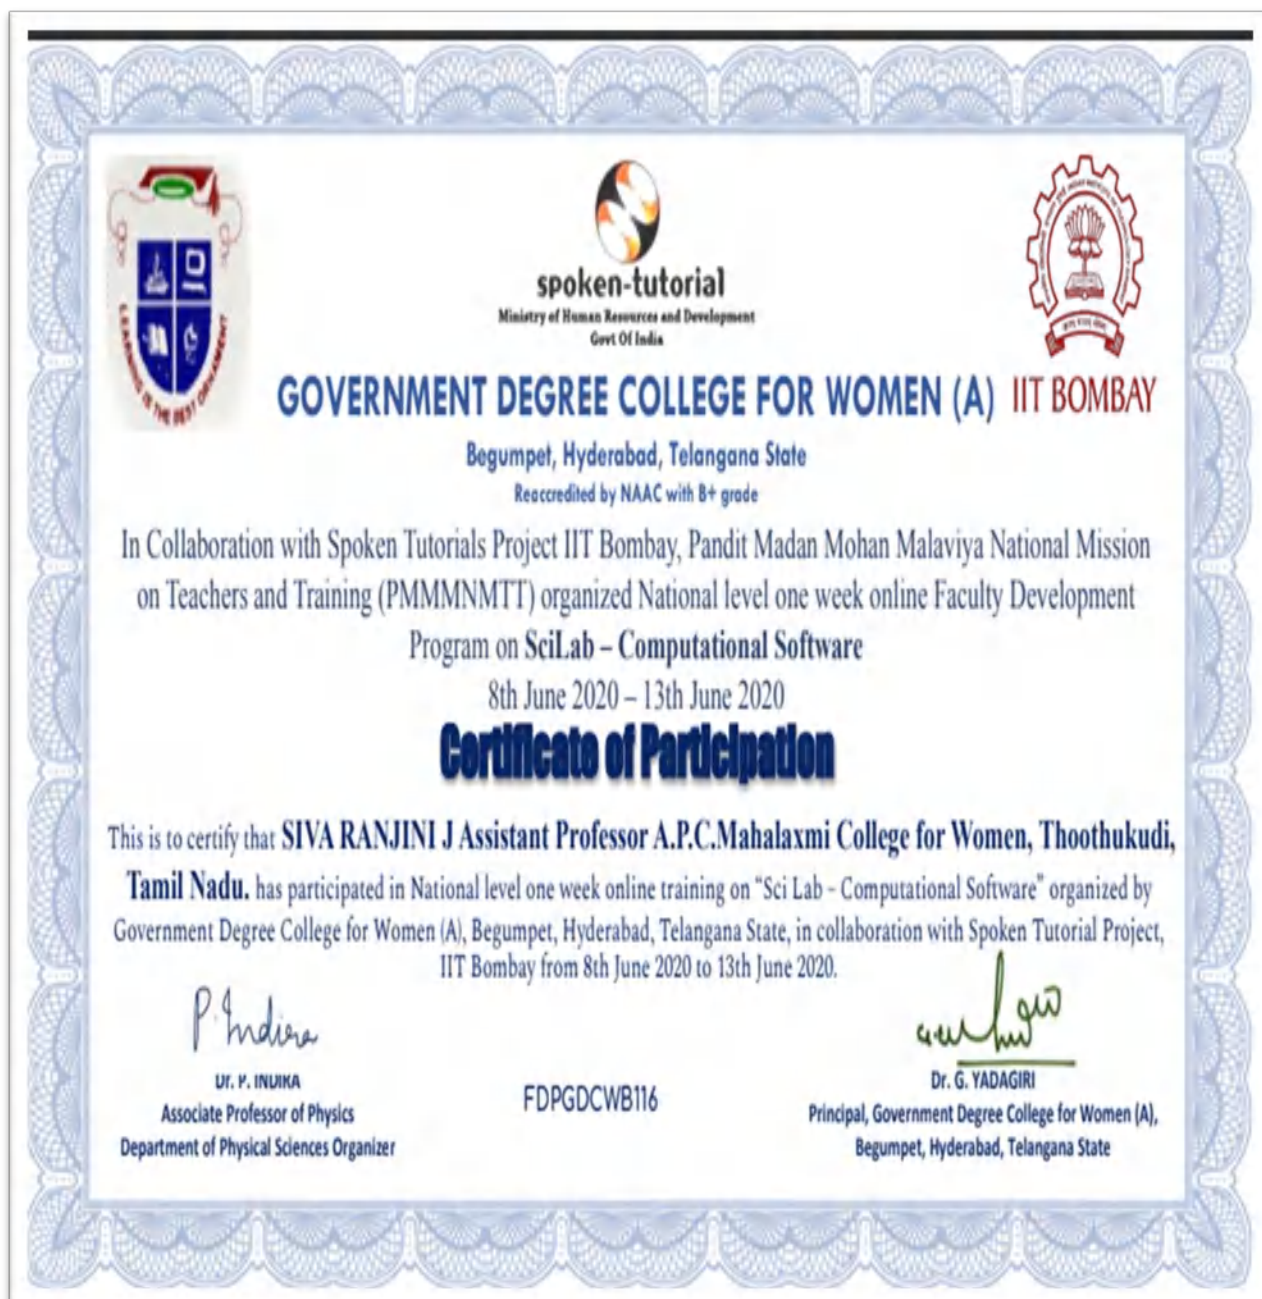 LEARNING IS THE BEST ORNAMENT
spoken-tutorial
Ministry of Human Resources and Development
Govt Of India
GOVERNMENT DEGREE COLLEGE FOR WOMEN (A)
IIT BOMBAY
Begumpet, Hyderabad, Telangana State
Reaccredited by NAAC with B+ grade
In Collaboration with Spoken Tutorials Project IIT Bombay, Pandit Madan Mohan Malaviya National Mission
on Teachers and Training (PMMMNMTT) organized National level one week online Faculty Development
Program on SciLab – Computational Software
8th June 2020 – 13th June 2020
Certificate of Participation
This is to certify that SIVA RANJINI J Assistant Professor A.P.C.Mahalaxmi College for Women, Thoothukudi,
Tamil Nadu. has participated in National level one week online training on "Sci Lab - Computational Software" organized by
Government Degree College for Women (A), Begumpet, Hyderabad, Telangana State, in collaboration with Spoken Tutorial Project,
IIT Bombay from 8th June 2020 to 13th June 2020.
P. Indira
Dr. P.
Associate Professor of Physics
Department of Physical Sciences Organizer
FDPGDCWB116
Dr. G. YADAGIRI
Principal, Government Degree College for Women (A),
Begumpet, Hyderabad, Telangana State